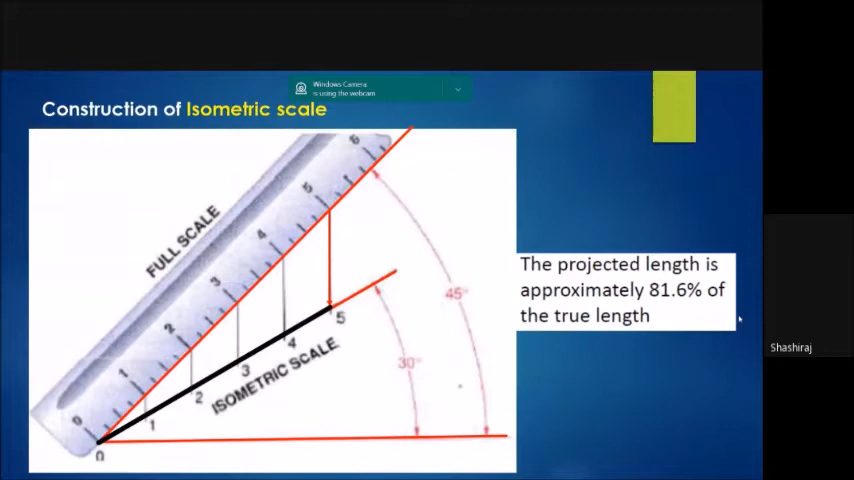 Windows Camera
is using the webcam
Construction of Isometric scale
FULL SCALE
0
1
2
3
4
5
6
45°
30°
The projected length is
approximately 81.6% of
the true length
ISOMETRIC SCALE
0
1
2
3
4
5
Shashiraj